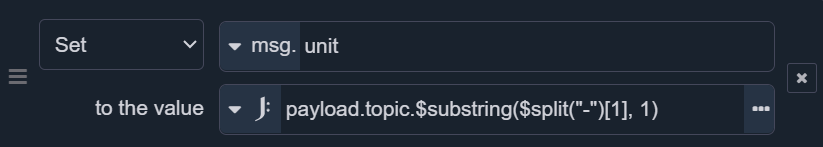 Set msg. unit
to the value J: payload.topic.$substring($split("-")[1], 1) •••